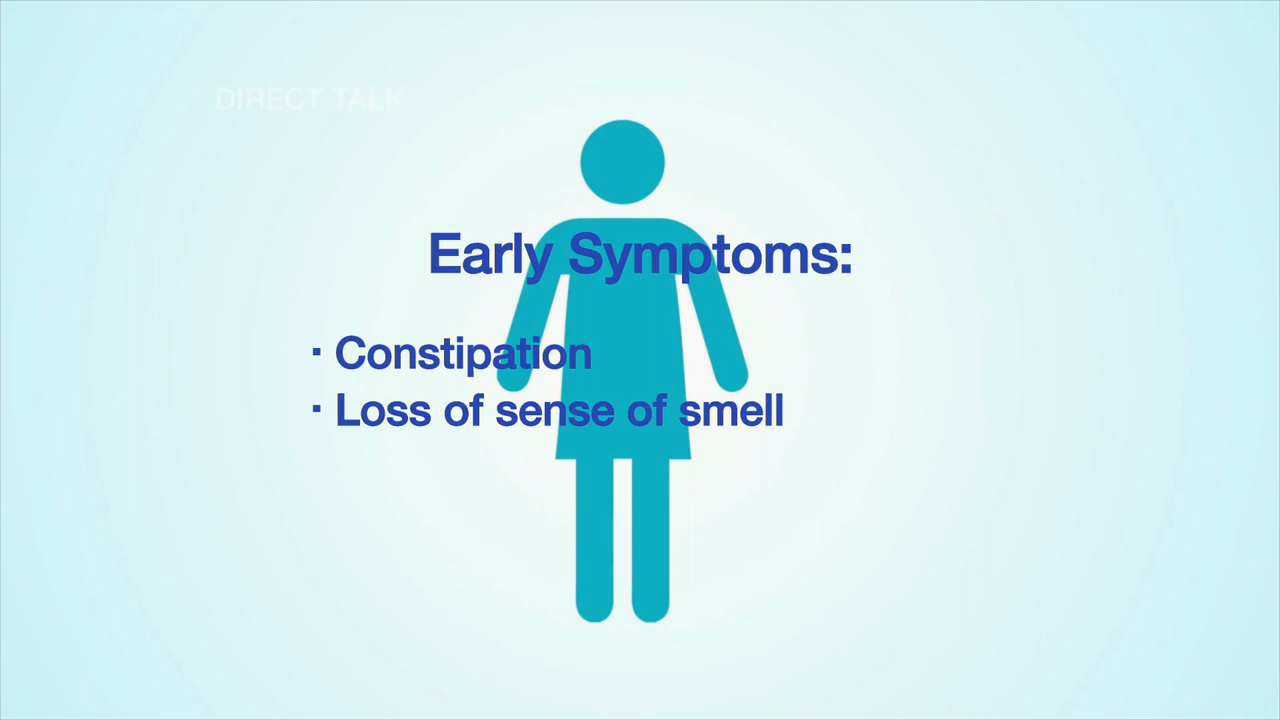 DIRECT TALK
Early Symptoms:
· Constipation
· Loss of sense of smell